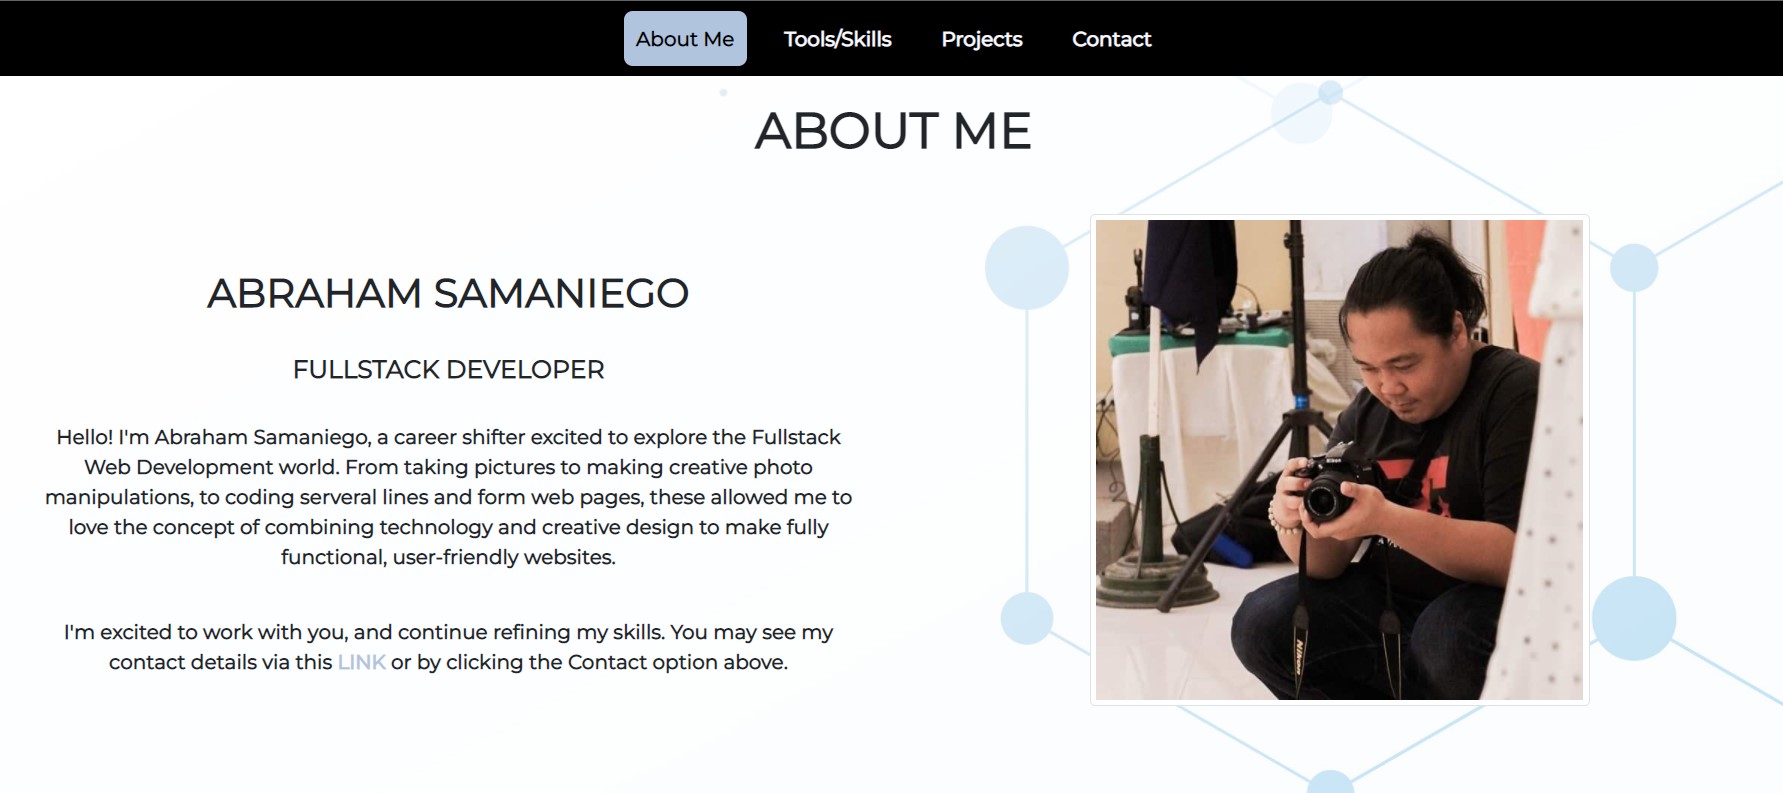 About Me
Tools/Skills
Projects
Contact
ABOUT ME
ABRAHAM SAMANIEGO
FULLSTACK DEVELOPER
Hello! I'm Abraham Samaniego, a career shifter excited to explore the Fullstack
Web Development world. From taking pictures to making creative photo
manipulations, to coding serveral lines and form web pages, these allowed me to
love the concept of combining technology and creative design to make fully
functional, user-friendly websites.
I'm excited to work with you, and continue refining my skills. You may see my
contact details via this LINK or by clicking the Contact option above.
Nikon